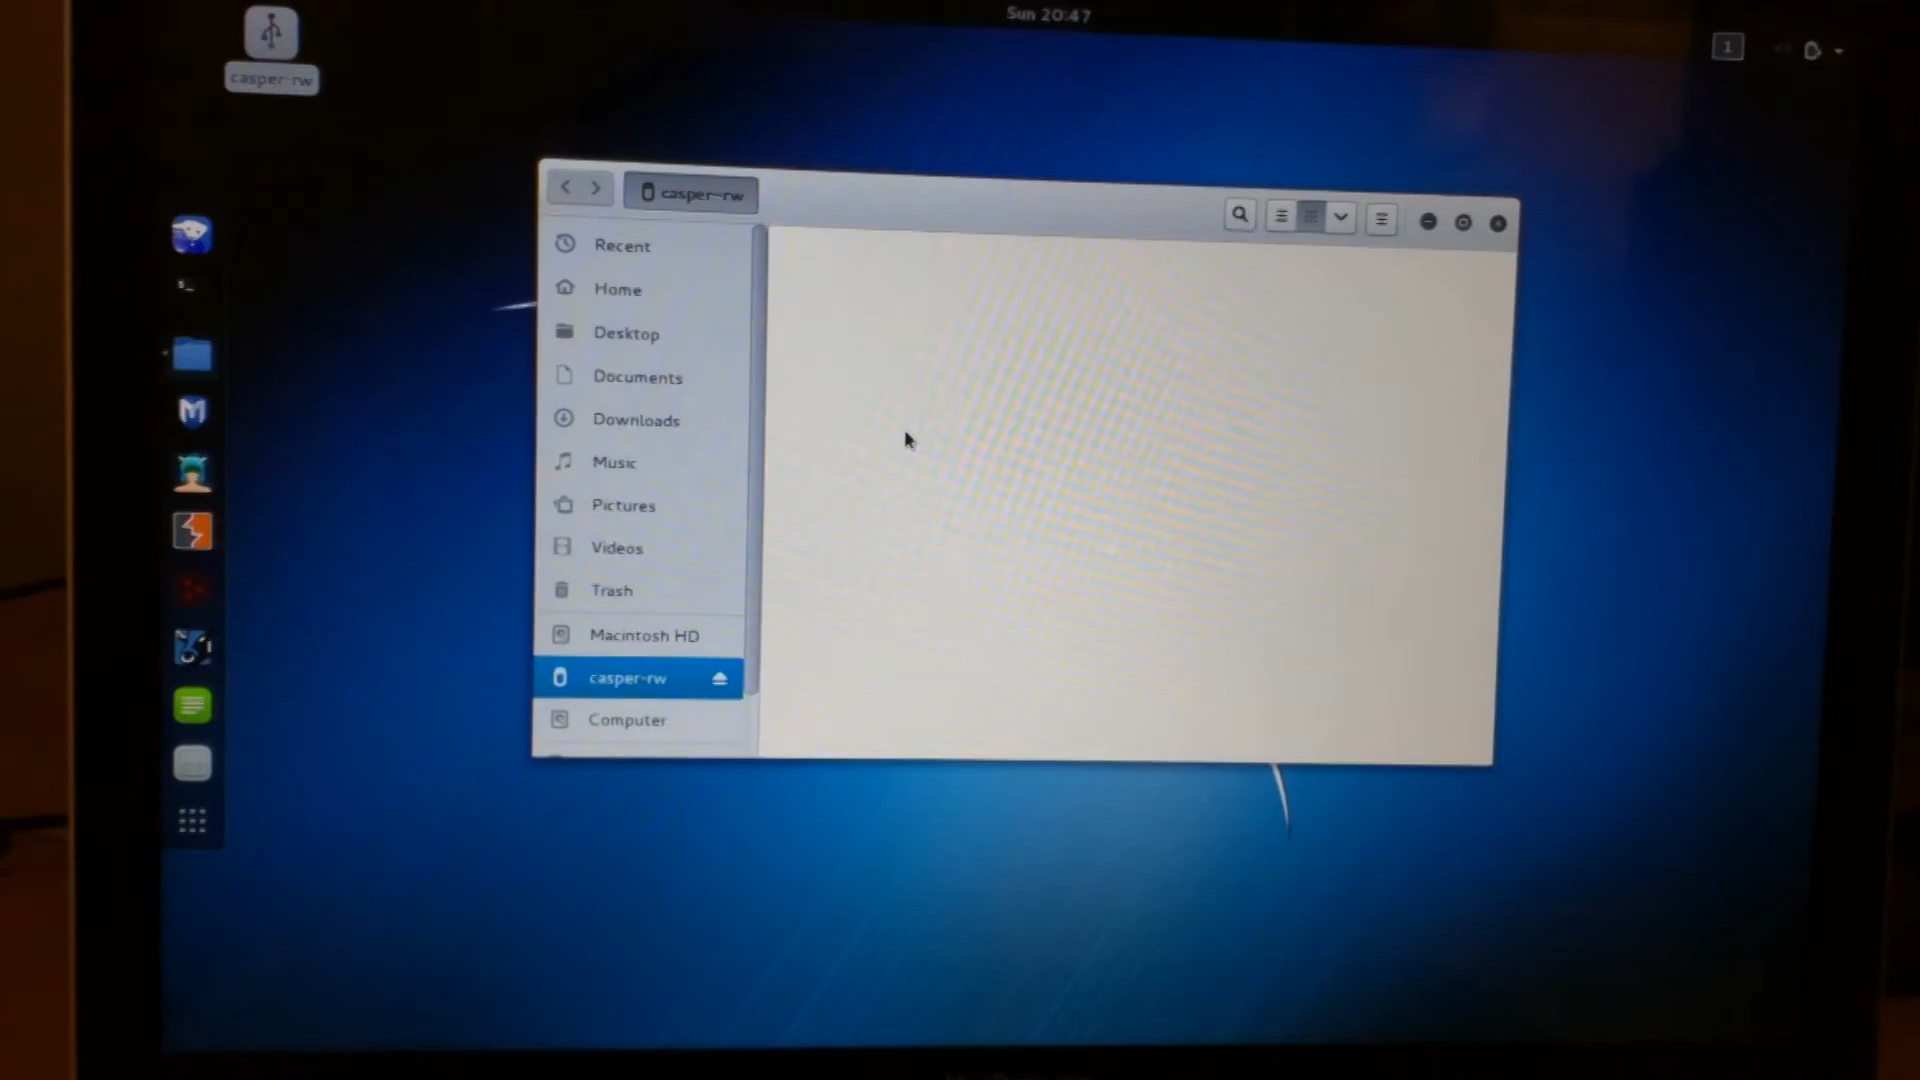 Sun 20:47
1
casper-rw
casper-rw
Recent
Home
Desktop
Documents
Downloads
Music
Pictures
Videos
Trash
Macintosh HD
casper-rw
Computer